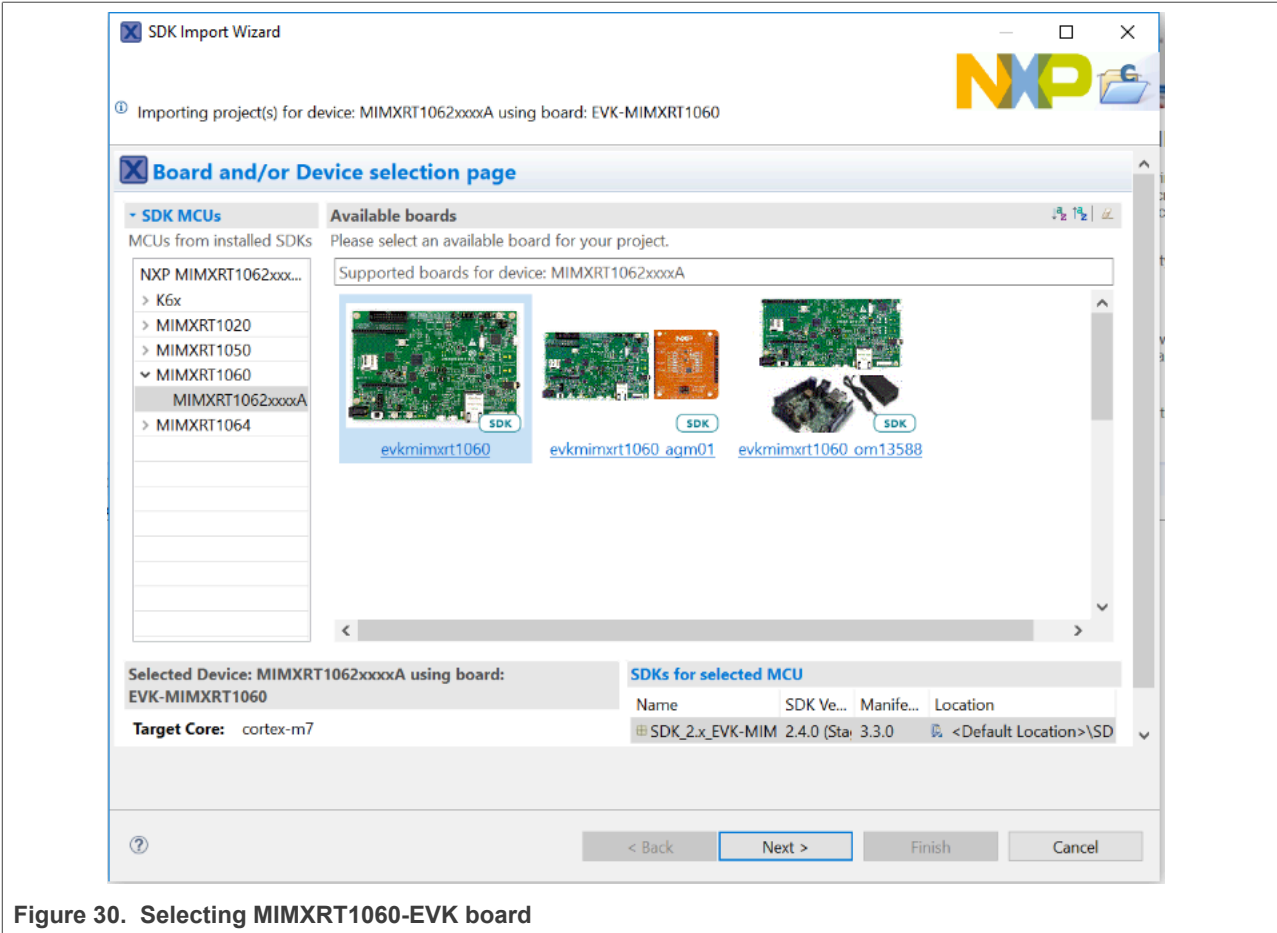 SDK Import Wizard
NXP
Importing project(s) for device: MIMXRT1062xxxxA using board: EVK-MIMXRT1060
Board and/or Device selection page
SDK MCUs
MCUs from installed SDKs
NXP MIMXRT1062xxx...
K6x
MIMXRT1020
MIMXRT1050
MIMXRT1060
MIMXRT1062xxxxA
MIMXRT1064
Available boards
Please select an available board for your project.
Supported boards for device: MIMXRT1062xxxxA
NXP
SDK
SDK
SDK
evkmimxrt1060
evkmimxrt1060_agm01
evkmimxrt1060_om13588
Selected Device: MIMXRT1062xxxxA using board:
EVK-MIMXRT1060
Target Core: cortex-m7
SDKs for selected MCU
Name SDK Ve... Manife... Location
SDK_2.x_EVK-MIM 2.4.0 (Sta 3.3.0 <Default Location>\SD
< Back Next > Finish Cancel
Figure 30. Selecting MIMXRT1060-EVK board